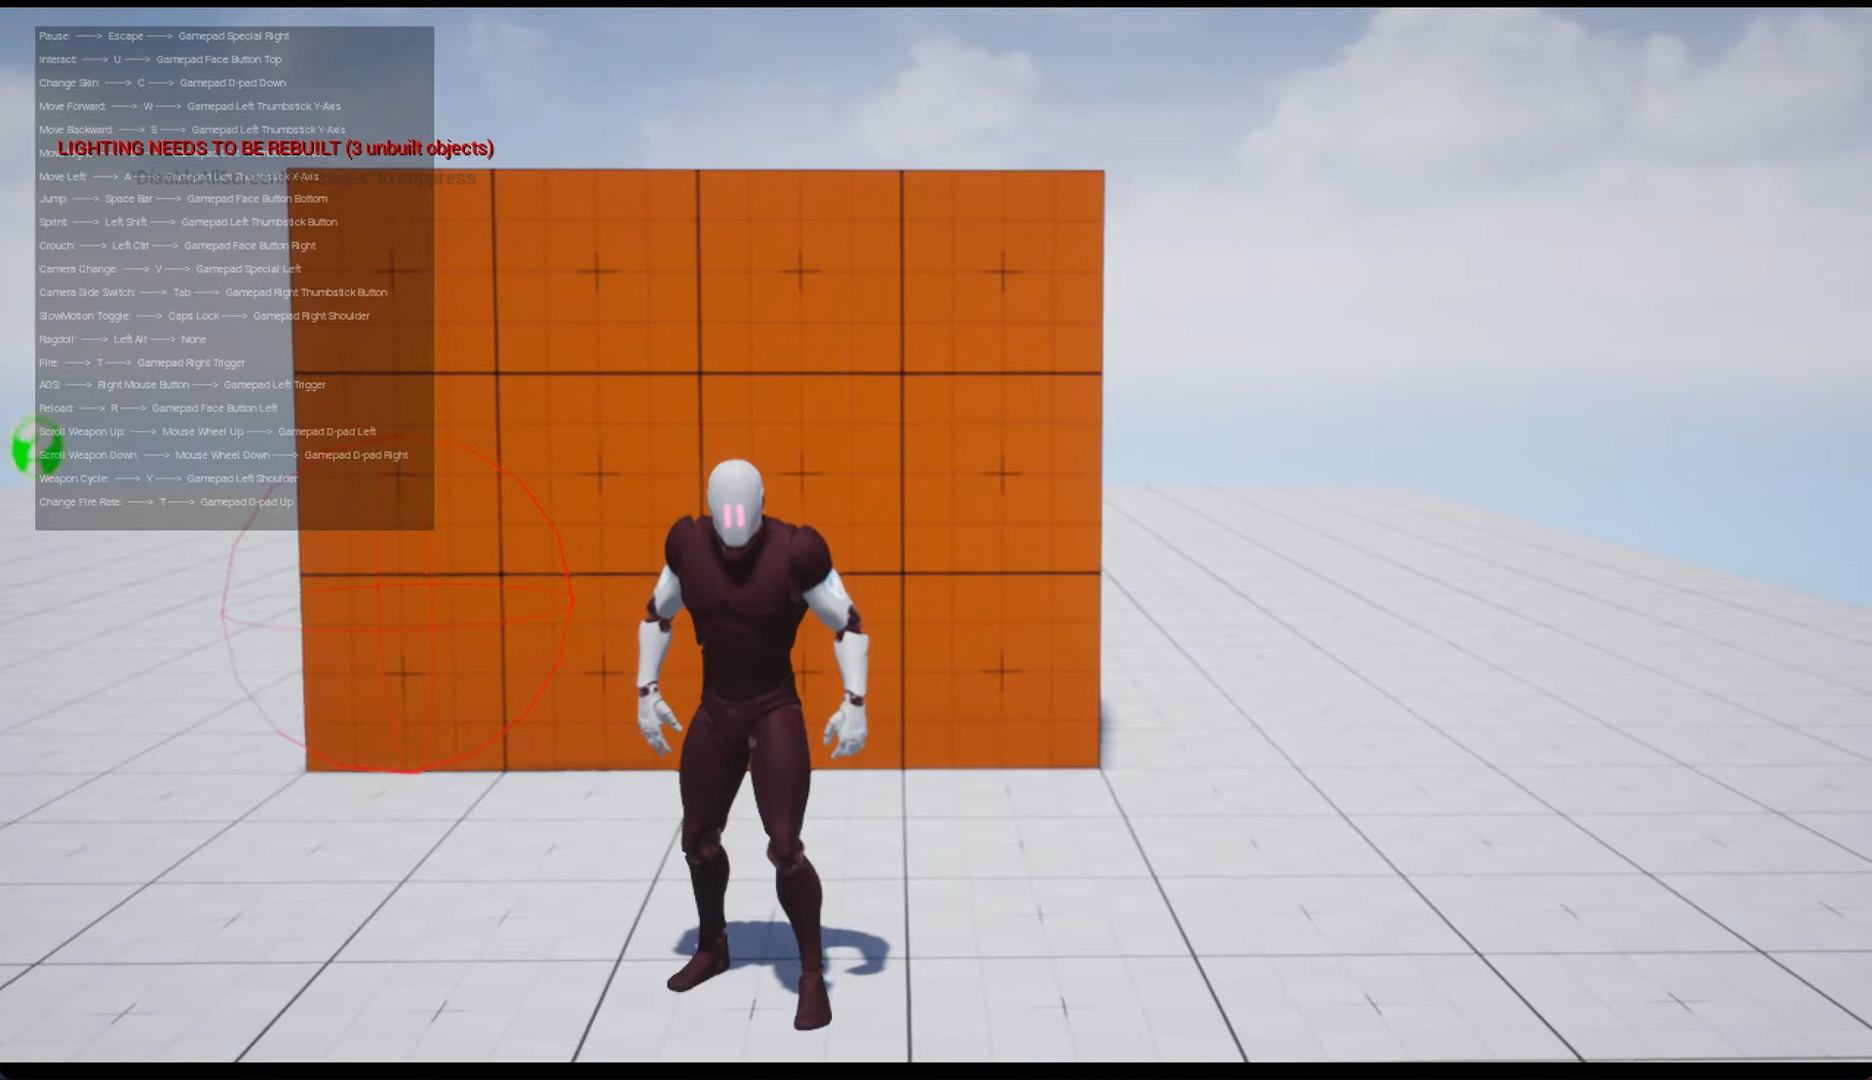 Pause: ---> Escape ---> Gamepad Special Right
Interact: ---> U ---> Gamepad Face Button Top
Change Skin: ---> C ---> Gamepad D-pad Down
Move Forward: ---> W ---> Gamepad Left Thumbstick Y-Axis
Move Backward: ---> S ---> Gamepad Left Thumbstick Y-Axis
LIGHTING NEEDS TO BE REBUILT (3 unbuilt objects)
Move Left: ---> A ---> Gamepad Left Thumbstick X-Axis
to suppress
Jump: ---> Space Bar ---> Gamepad Face Button Bottom
Sprint: ---> Left Shift ---> Gamepad Left Thumbstick Button
Crouch: ---> Left Ctrl ---> Gamepad Face Button Right
Camera Change: ---> V ---> Gamepad Special Left
Camera Side Switch: ---> Tab ---> Gamepad Right Thumbstick Button
SlowMotion Toggle: ---> Caps Lock ---> Gamepad Right Shoulder
Ragdoll: ---> Left Alt ---> None
Fire: ---> T ---> Gamepad Right Trigger
ADS: ---> Right Mouse Button ---> Gamepad Left Trigger
Reload: ---> R ---> Gamepad Face Button Left
Scroll Weapon Up: ---> Mouse Wheel Up ---> Gamepad D-pad Left
Scroll Weapon Down: ---> Mouse Wheel Down ---> Gamepad D-pad Right
Weapon Cycle: ---> Y ---> Gamepad Left Shoulder
Change Fire Rate: ---> T ---> Gamepad D-pad Up